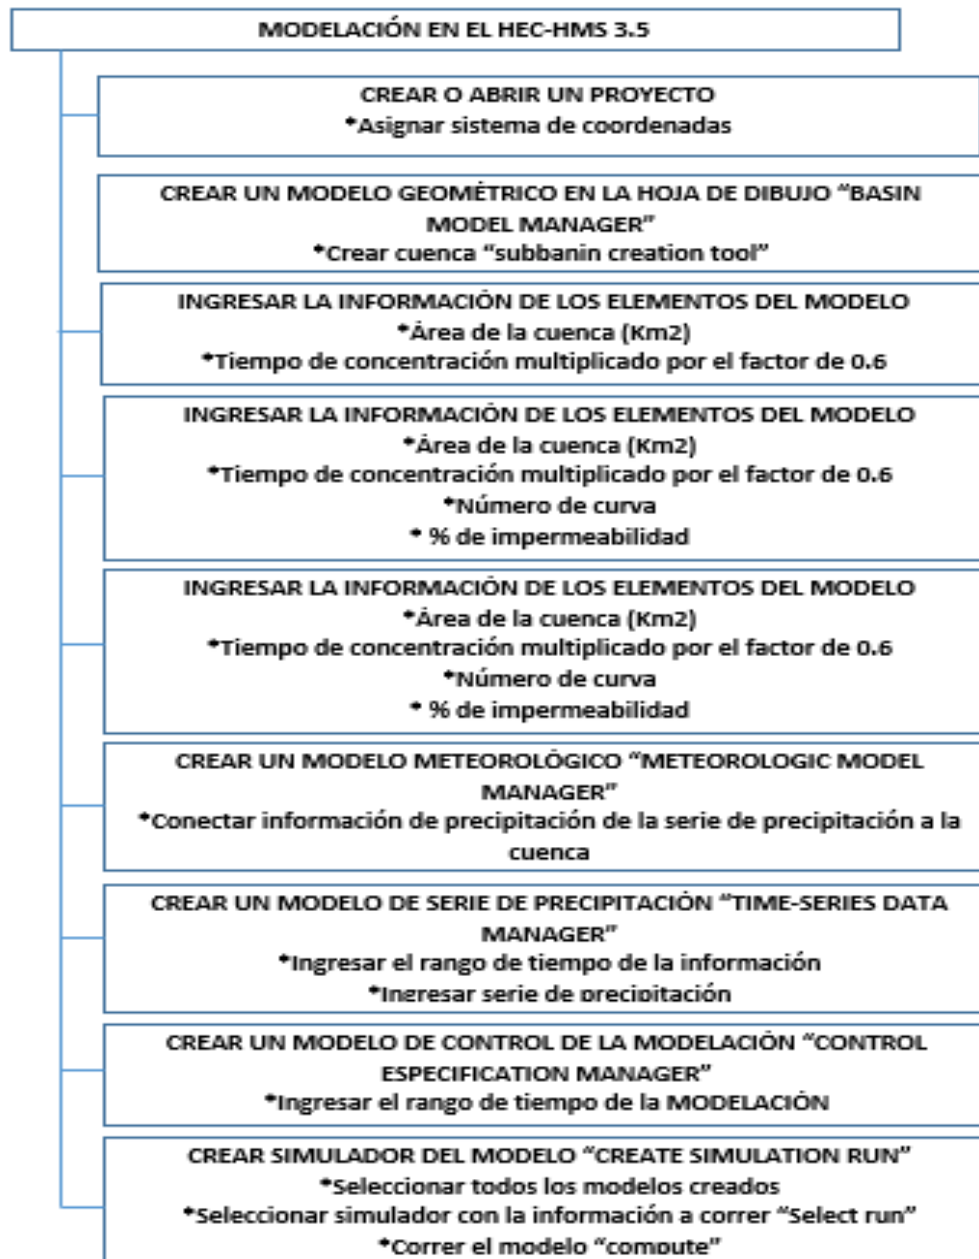 MODELACIÓN EN EL HEC-HMS 3.5
CREAR O ABRIR UN PROYECTO
*Asignar sistema de coordenadas
CREAR UN MODELO GEOMÉTRICO EN LA HOJA DE DIBUJO “BASIN
MODEL MANAGER”
*Crear cuenca “subbanin creation tool”
INGRESAR LA INFORMACIÓN DE LOS ELEMENTOS DEL MODELO
*Área de la cuenca (Km2)
*Tiempo de concentración multiplicado por el factor de 0.6
INGRESAR LA INFORMACIÓN DE LOS ELEMENTOS DEL MODELO
*Área de la cuenca (Km2)
*Tiempo de concentración multiplicado por el factor de 0.6
*Número de curva
* % de impermeabilidad
INGRESAR LA INFORMACIÓN DE LOS ELEMENTOS DEL MODELO
*Área de la cuenca (Km2)
*Tiempo de concentración multiplicado por el factor de 0.6
*Número de curva
* % de impermeabilidad
CREAR UN MODELO METEOROLÓGICO “METEOROLOGIC MODEL
MANAGER”
*Conectar información de precipitación de la serie de precipitación a la
cuenca
CREAR UN MODELO DE SERIE DE PRECIPITACIÓN “TIME-SERIES DATA
MANAGER”
*Ingresar el rango de tiempo de la información
*Ingresar serie de precipitación
CREAR UN MODELO DE CONTROL DE LA MODELACIÓN “CONTROL
ESPECIFICATION MANAGER”
*Ingresar el rango de tiempo de la MODELACIÓN
CREAR SIMULADOR DEL MODELO “CREATE SIMULATION RUN”
*Seleccionar todos los modelos creados
*Seleccionar simulador con la información a correr “Select run”
*Correr el modelo “compute”